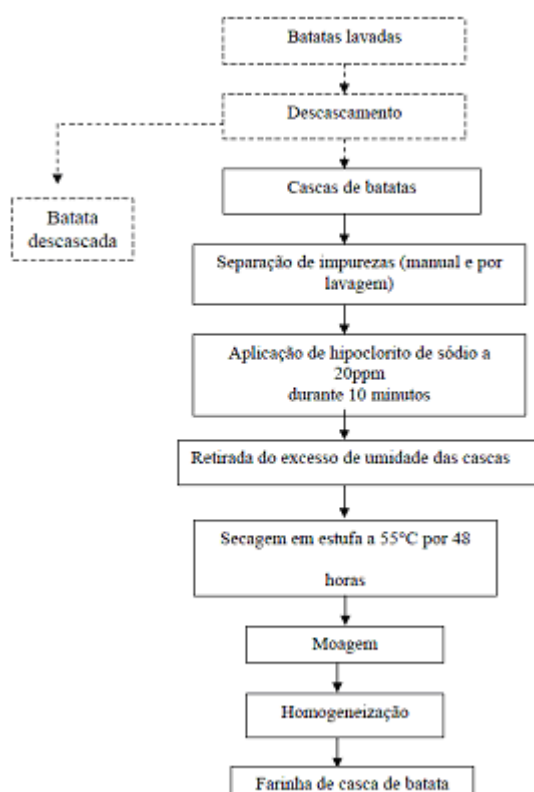 Batatas lavadas
Descascamento
Cascas de batatas
Batata
descascada
Separação de impurezas (manual e por
lavagem)
Aplicação de hipoclorito de sódio a
20ppm
durante 10 minutos
Retirada do excesso de umidade das cascas
Secagem em estufa a 55°C por 48
horas
Moagem
Homogeneização
Farinha de casca de batata